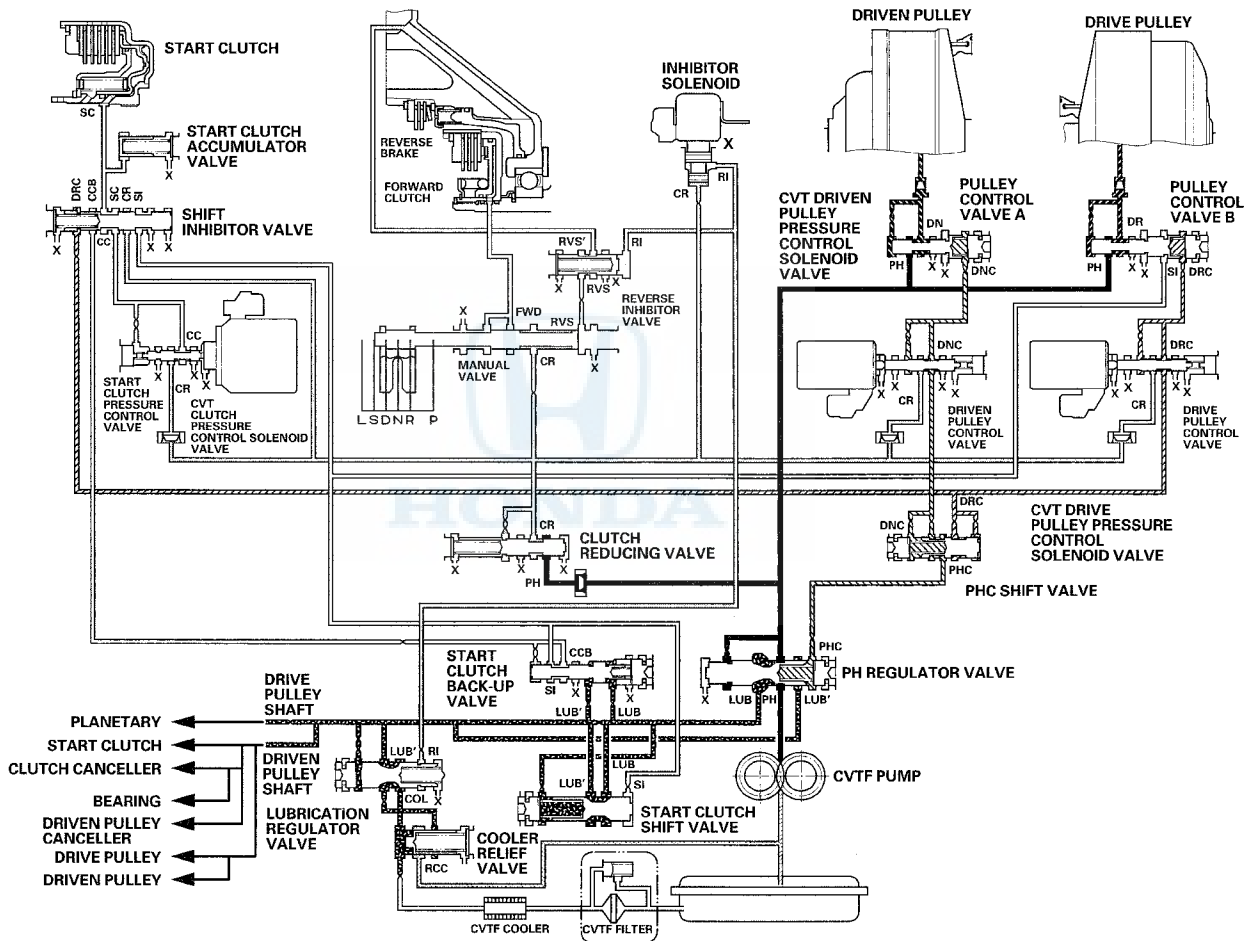 DRIVEN PULLEY
DRIVE PULLEY
START CLUTCH
INHIBITOR
SOLENOID
SC
X
START CLUTCH
ACCUMULATOR
VALVE
X
REVERSE
BRAKE
FORWARD
CLUTCH
CR
RI
DRC
CCB
SC
CR
SI
SHIFT
INHIBITOR VALVE
X
CC
X
X
CVT DRIVEN
PULLEY
PRESSURE
CONTROL
SOLENOID
VALVE
PULLEY
CONTROL
VALVE A
PULLEY
CONTROL
VALVE B
DN
PH
X
X
DNC
DR
PH
X
X
SI
DRC
RVS'
RI
X
RVS
X
REVERSE
INHIBITOR
VALVE
X
FWD
RVS
MANUAL
VALVE
CR
X
L S D N R P
CC
X
CR
X
X
START
CLUTCH
PRESSURE
CONTROL
VALVE
CVT
CLUTCH
PRESSURE
CONTROL SOLENOID
VALVE
DNC
X
CR
X
X
DRIVEN
PULLEY
CONTROL
VALVE
DRC
X
CR
X
X
DRIVE
PULLEY
CONTROL
VALVE
HONDA
CR
CLUTCH
REDUCING VALVE
X
X
PH
DNC
DRC
PHC
CVT DRIVE
PULLEY PRESSURE
CONTROL
SOLENOID VALVE
PHC SHIFT VALVE
START
CLUTCH
BACK-UP
VALVE
CCB
SI
X
LUB'
LUB
PHC
PH REGULATOR VALVE
X
LUB
PH
LUB'
DRIVE
PULLEY
SHAFT
PLANETARY
START CLUTCH
CLUTCH CANCELLER
BEARING
DRIVEN PULLEY
CANCELLER
DRIVE PULLEY
DRIVEN PULLEY
DRIVEN
PULLEY
SHAFT
LUBRICATION
REGULATOR
VALVE
LUB'
RI
COL
X
LUB
LUB'
SI
START CLUTCH
SHIFT VALVE
CVTF PUMP
COOLER
RELIEF
VALVE
RCC
CVTF COOLER
CVTF FILTER